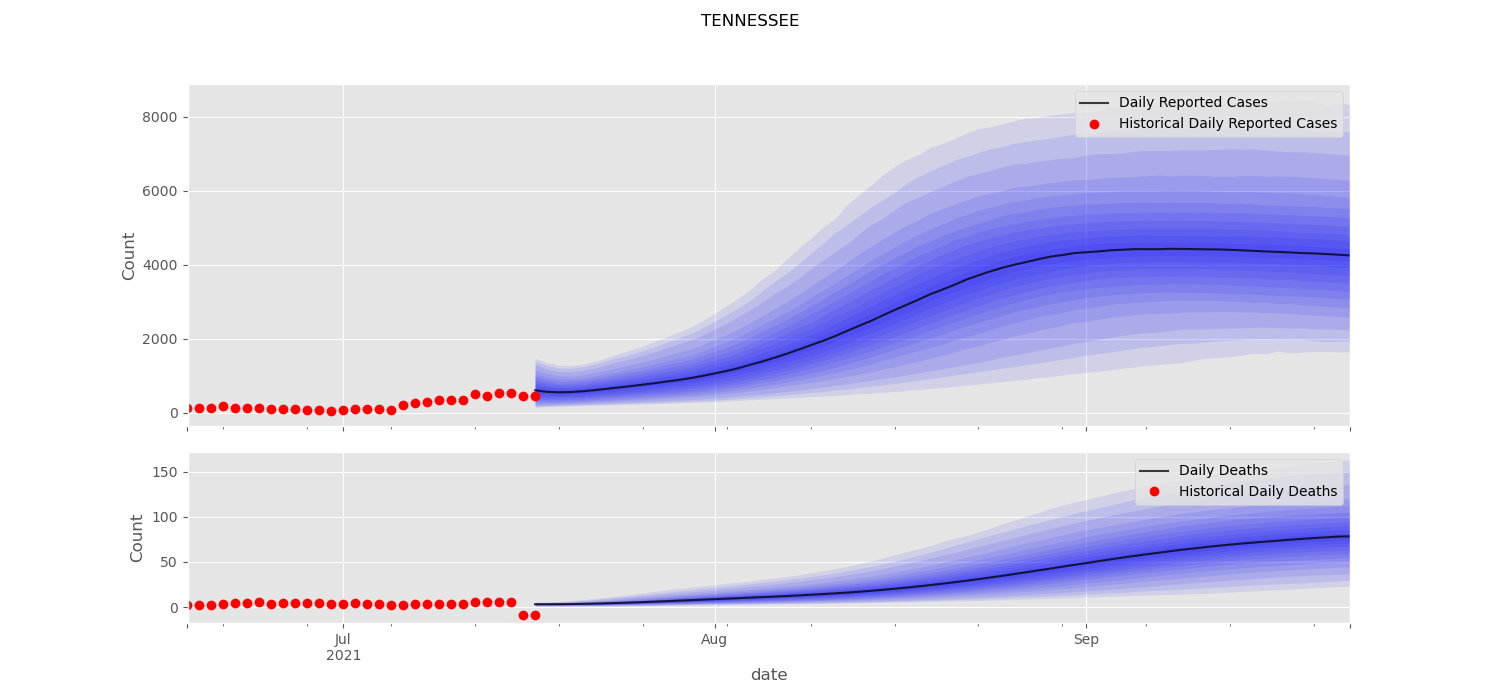 TENNESSEE
8000
6000
4000
2000
0
Count
Daily Reported Cases
Historical Daily Reported Cases
150
100
50
0
Count
Daily Deaths
Historical Daily Deaths
Jul
2021
Aug
Sep
date